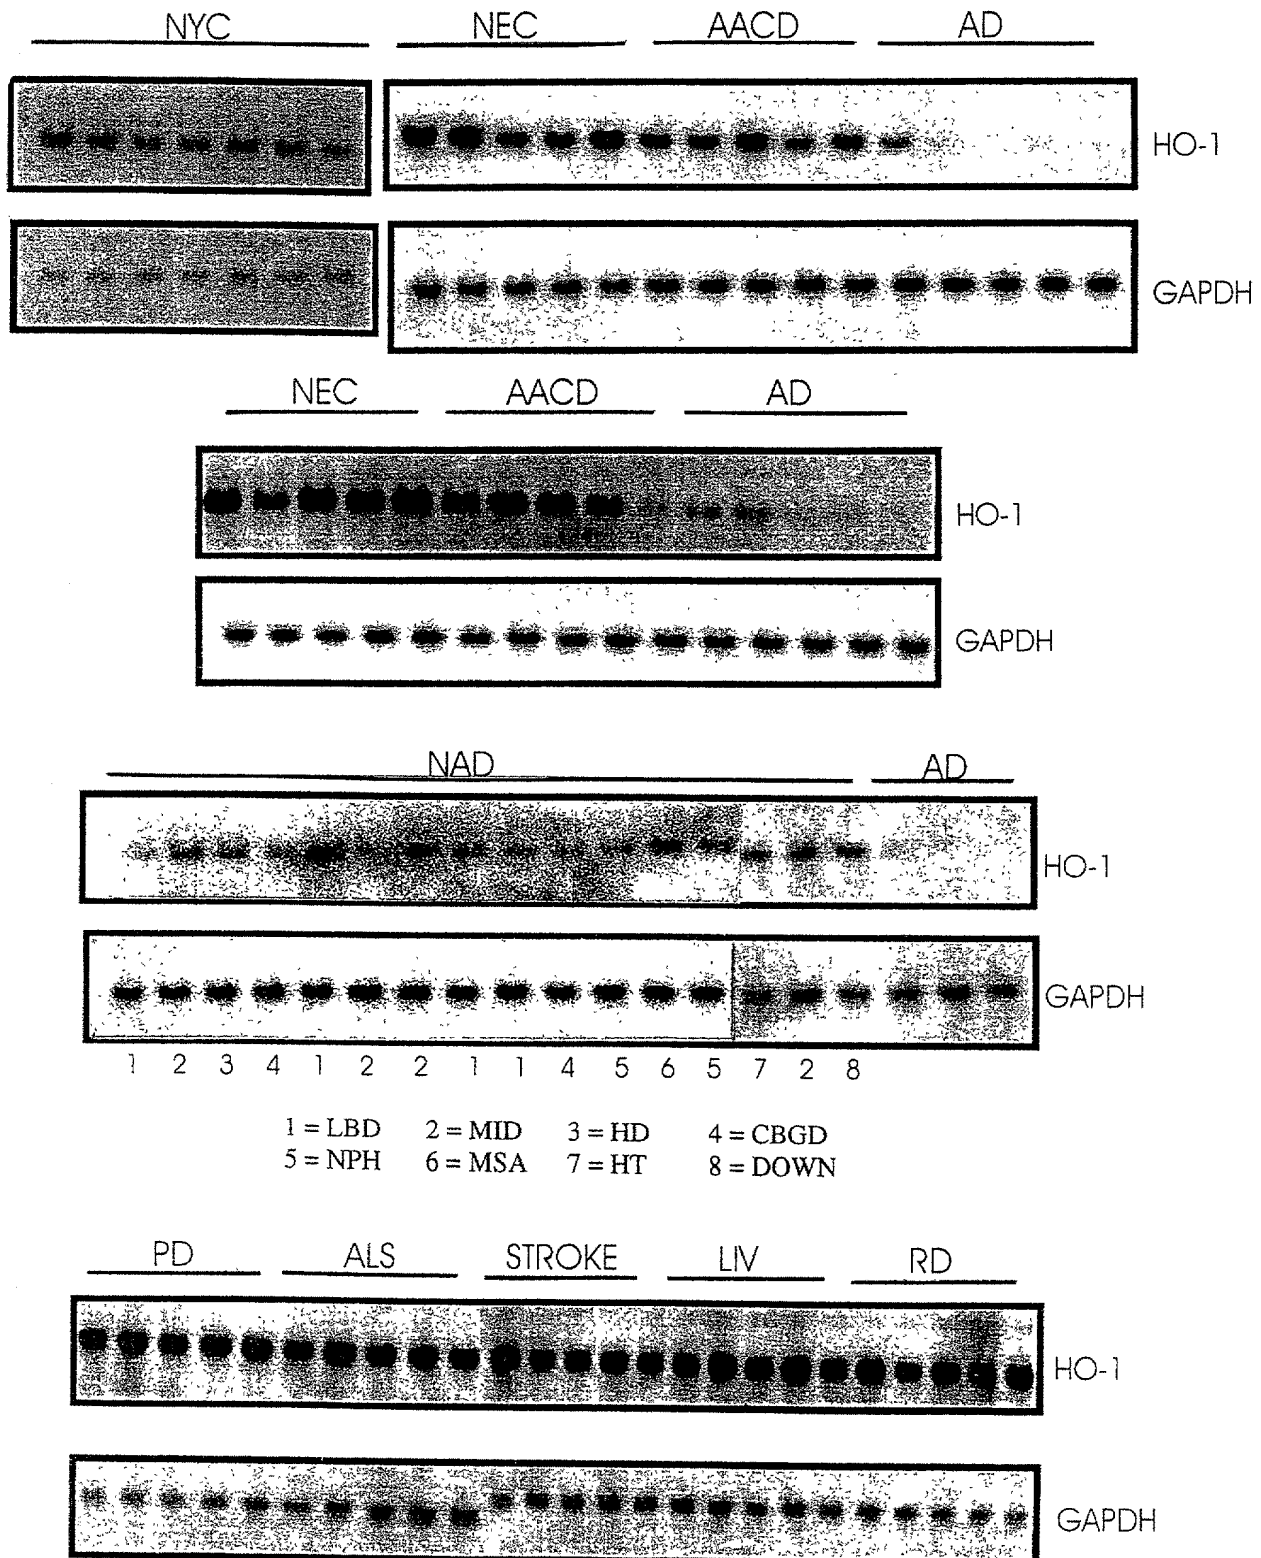 NYC NEC AACD AD
HO-1
GAPDH
NEC AACD AD
HO-1
GAPDH
NAD AD
HO-1
GAPDH
1 2 3 4 1 2 2 1 1 4 5 6 5 7 2 8
1 = LBD 2 = MID 3 = HD 4 = CBGD
5 = NPH 6 = MSA 7 = HT 8 = DOWN
PD ALS STROKE LIV RD
HO-1
GAPDH